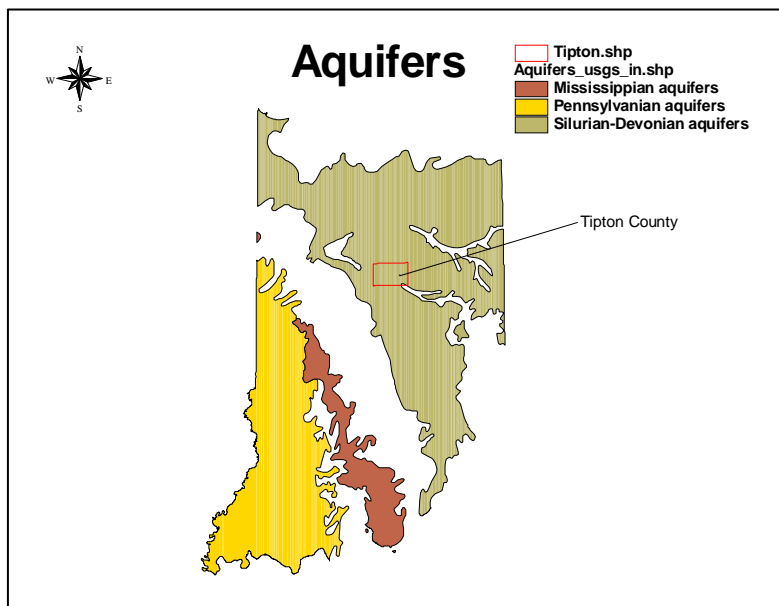 Aquifers
N
W E
S
Tipton.shp
Aquifers_usgs_in.shp
Mississippian aquifers
Pennsylvanian aquifers
Silurian-Devonian aquifers
Tipton County